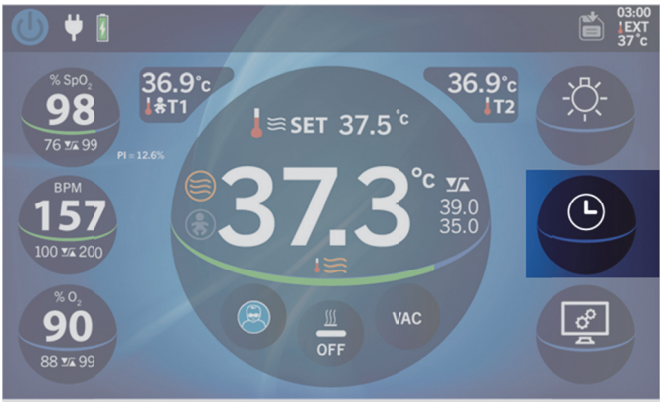 03:00
EXT
37°c
% SpO₂
98
76 99
PI = 12.6%
36.9°c
T1
36.9°c
T2
SET 37.5°c
37.3°c
39.0
35.0
BPM
157
100 200
% O₂
90
88 99
OFF
VAC